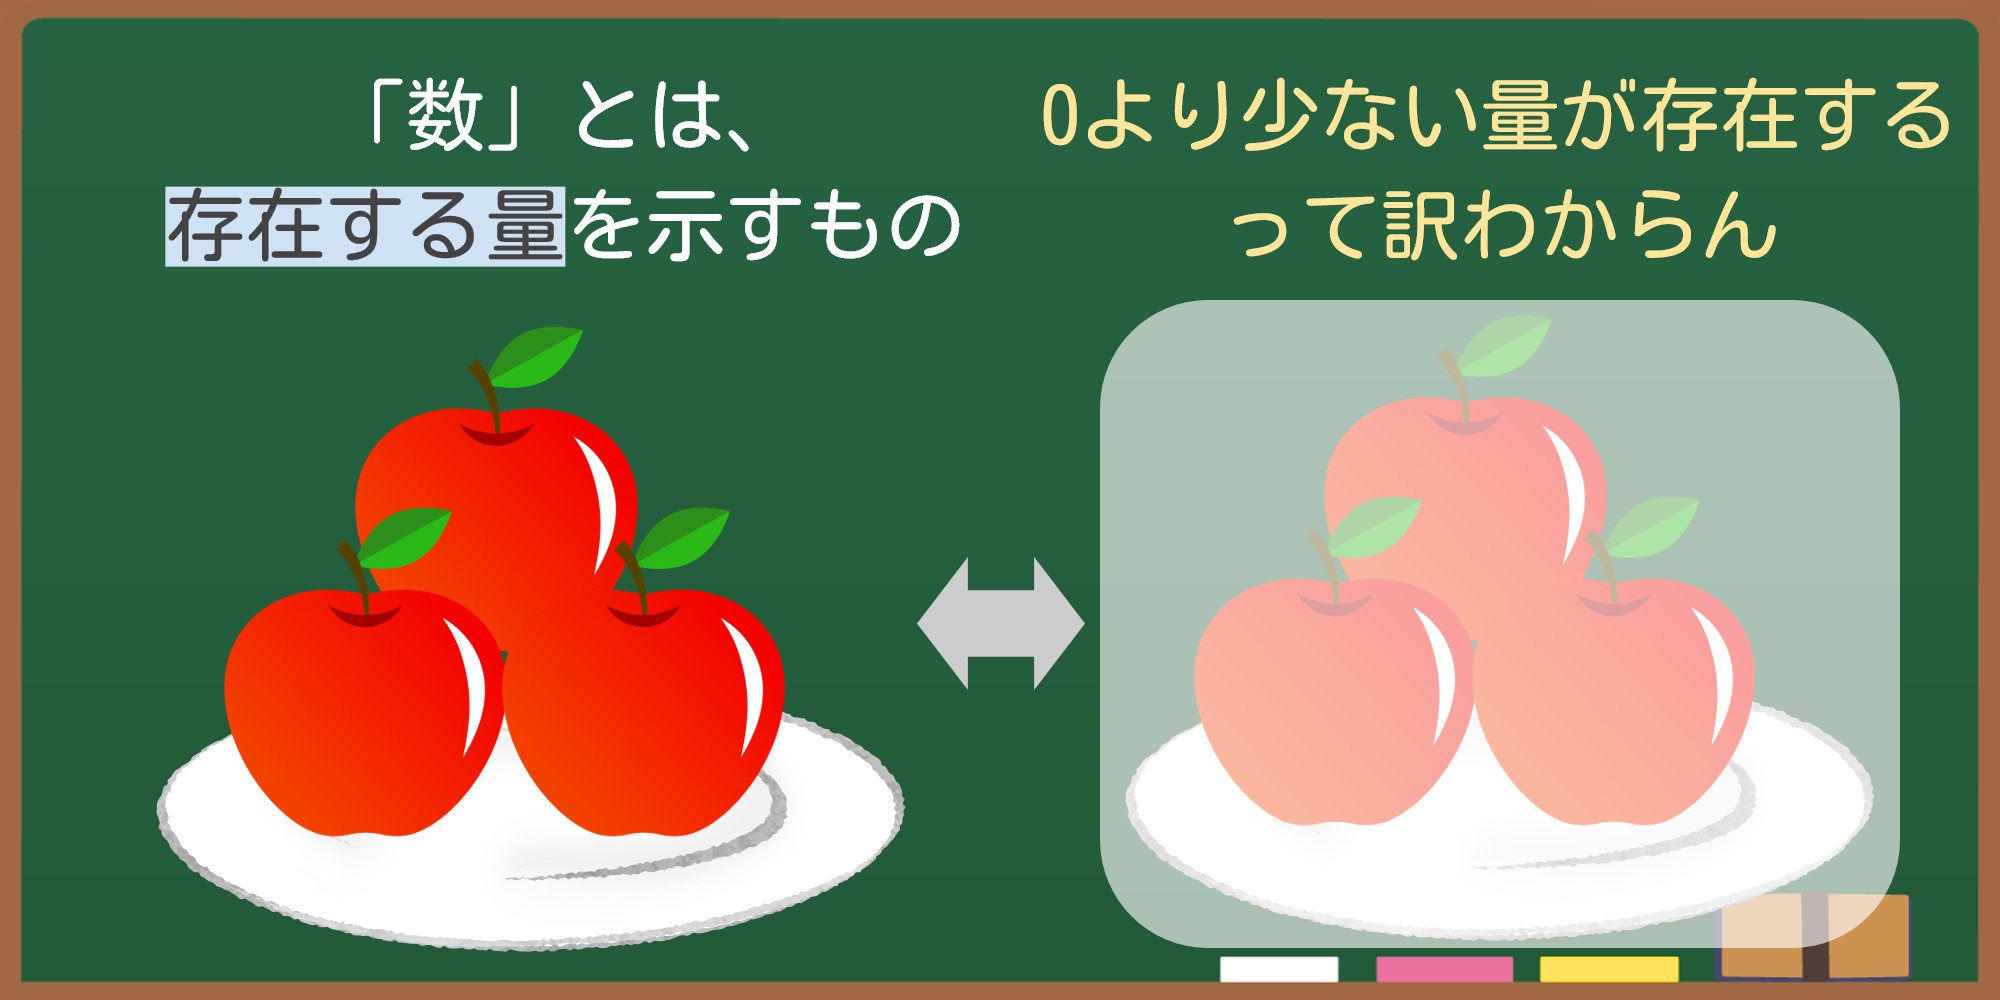 「数」とは、
存在する量を示すもの
0より少ない量が存在する
って訳わからん